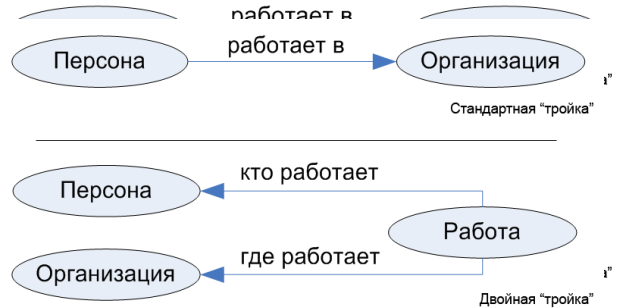 работает в
работает в
Персона
Организация
Стандартная “тройка”
кто работает
Персона
Работа
где работает
Организация
Двойная “тройка”